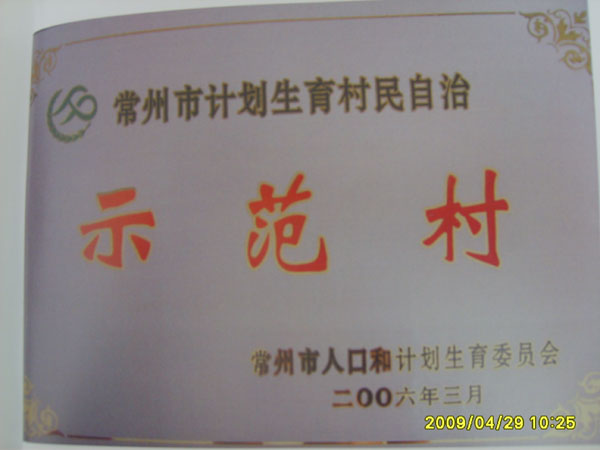 常州市计划生育村民自治
示范村
常州市人口和计划生育委员会
二00六年三月
2009/04/29 10:25